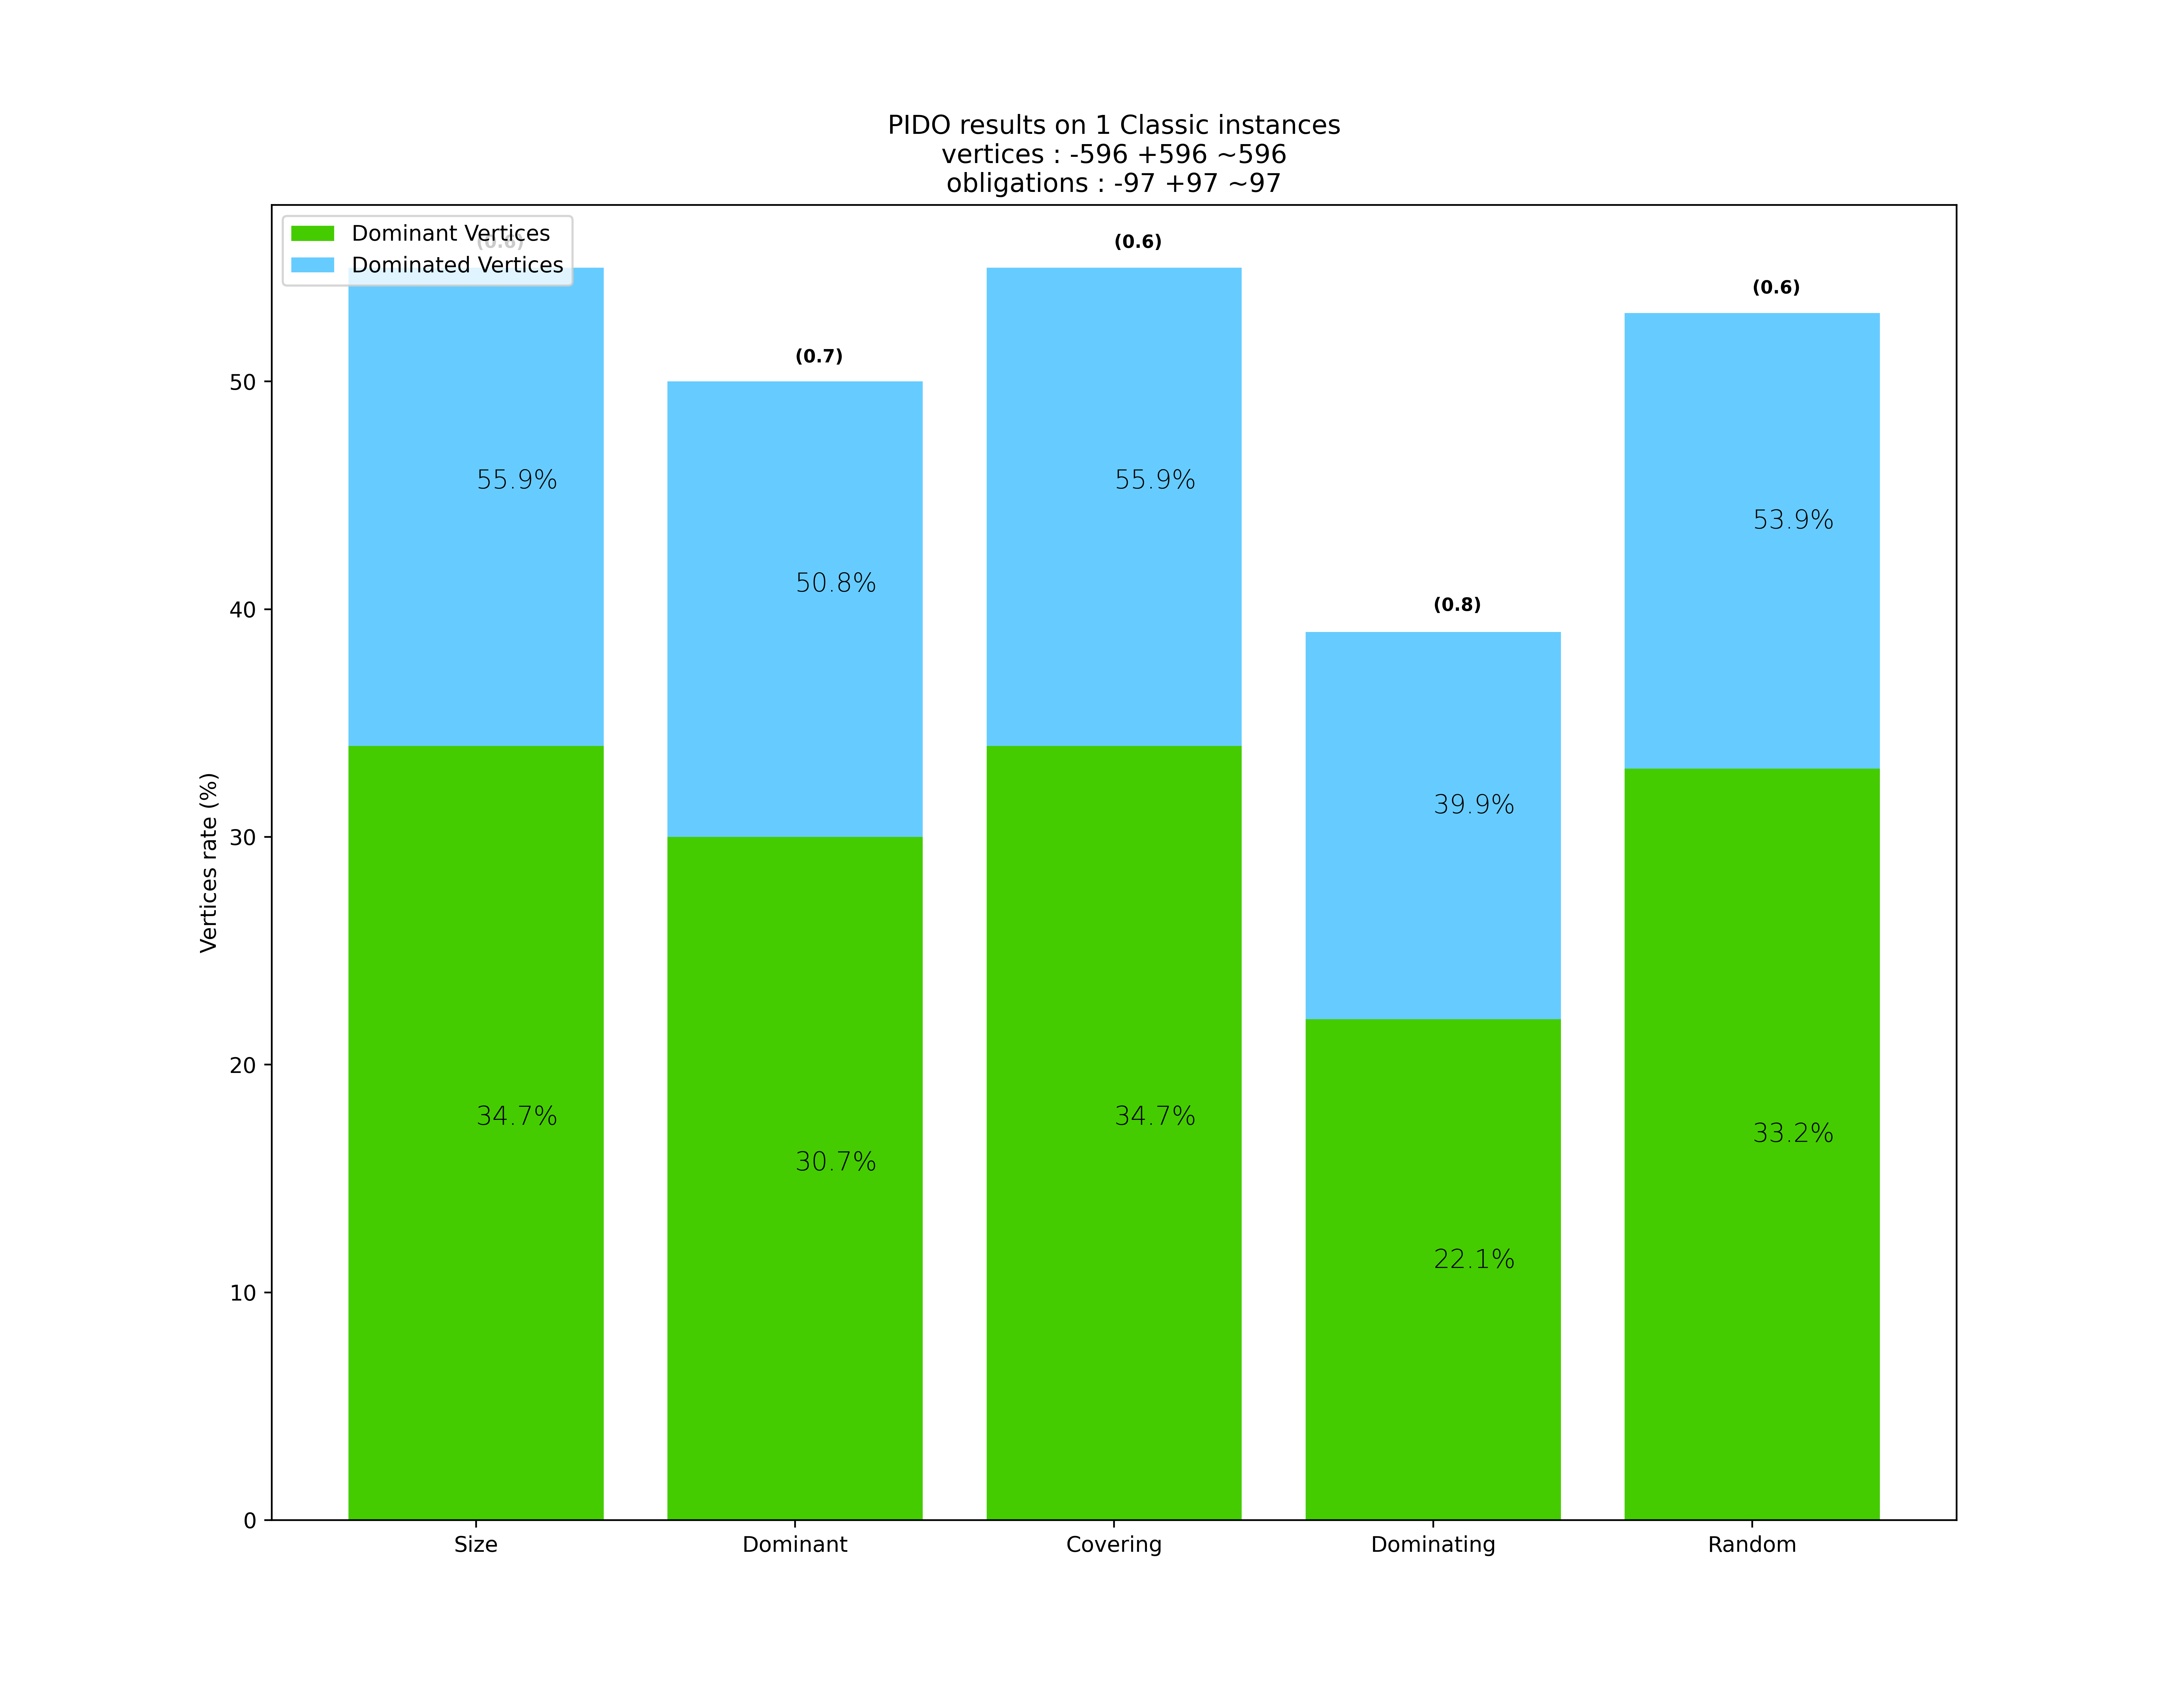 PIDO results on 1 Classic instances
vertices : -596 +596 ~596
obligations : -97 +97 ~97
Dominant Vertices
Dominated Vertices
(0.6)
(0.7)
(0.6)
(0.8)
(0.6)
55.9%
50.8%
55.9%
39.9%
53.9%
34.7%
30.7%
34.7%
22.1%
33.2%
Vertices rate (%)
50
40
30
20
10
0
Size
Dominant
Covering
Dominating
Random